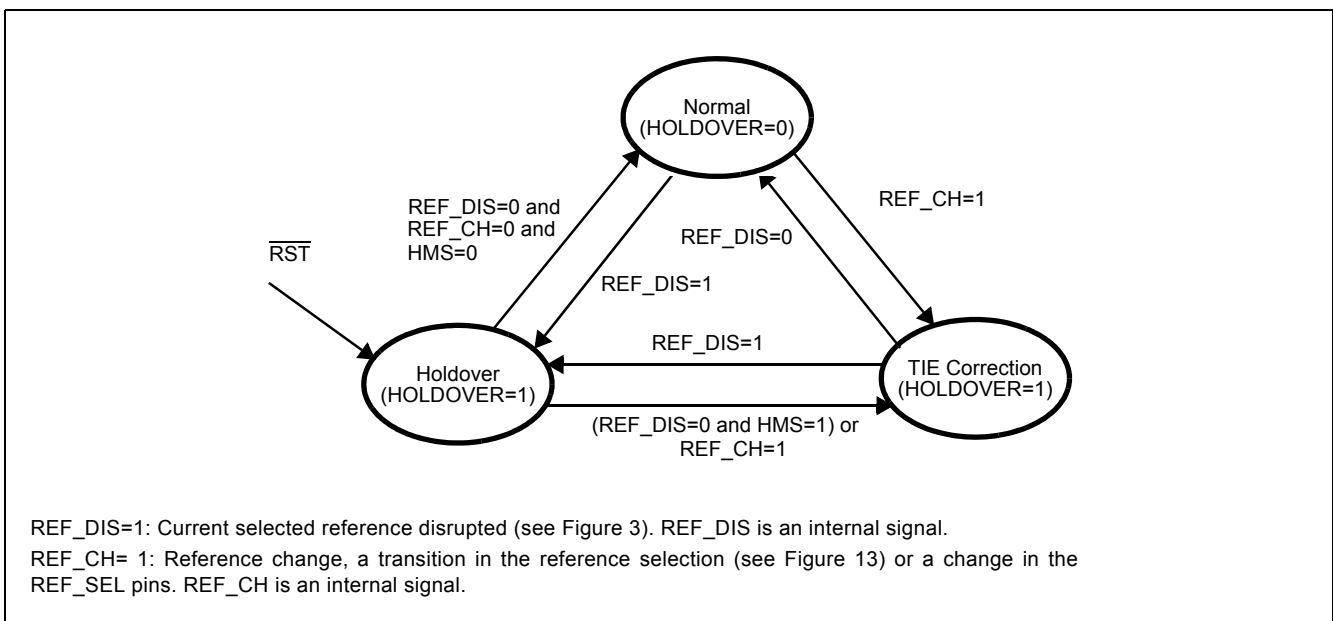 Normal
(HOLDOVER=0)
REF_DIS=0 and
REF_CH=0 and
HMS=0
REF_CH=1
REF_DIS=0
RST
REF_DIS=1
REF_DIS=1
Holdover
(HOLDOVER=1)
TIE Correction
(HOLDOVER=1)
(REF_DIS=0 and HMS=1) or
REF_CH=1
REF_DIS=1: Current selected reference disrupted (see Figure 3). REF_DIS is an internal signal.
REF_CH= 1: Reference change, a transition in the reference selection (see Figure 13) or a change in the
REF_SEL pins. REF_CH is an internal signal.